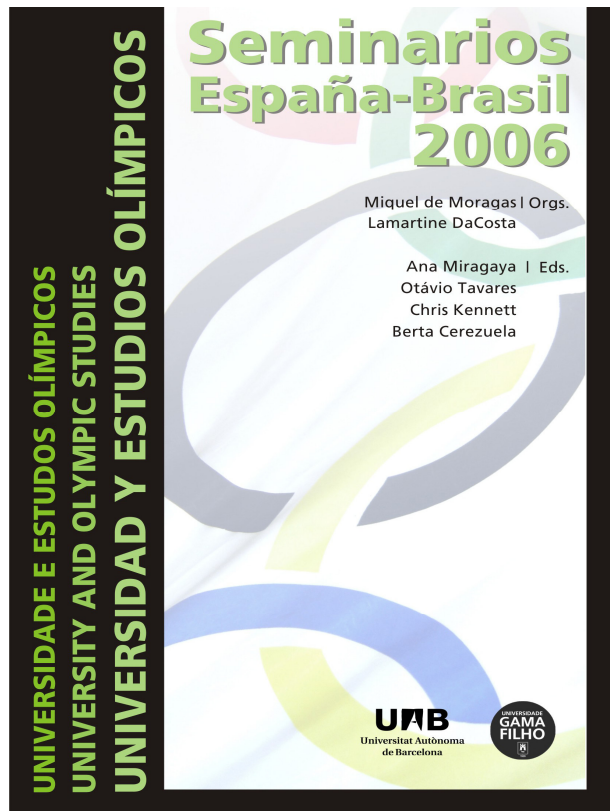 UNIVERSIDADE E ESTUDOS OLÍMPICOS
UNIVERSITY AND OLYMPIC STUDIES
UNIVERSIDAD Y ESTUDIOS OLÍMPICOS
Seminarios
España-Brasil
2006
Miquel de Moragas | Orgs.
Lamartine DaCosta
Ana Miragaya | Eds.
Otávio Tavares
Chris Kennett
Berta Cerezuela
UAB
Universitat Autònoma
de Barcelona
UNIVERSIDADE
GAMA
FILHO